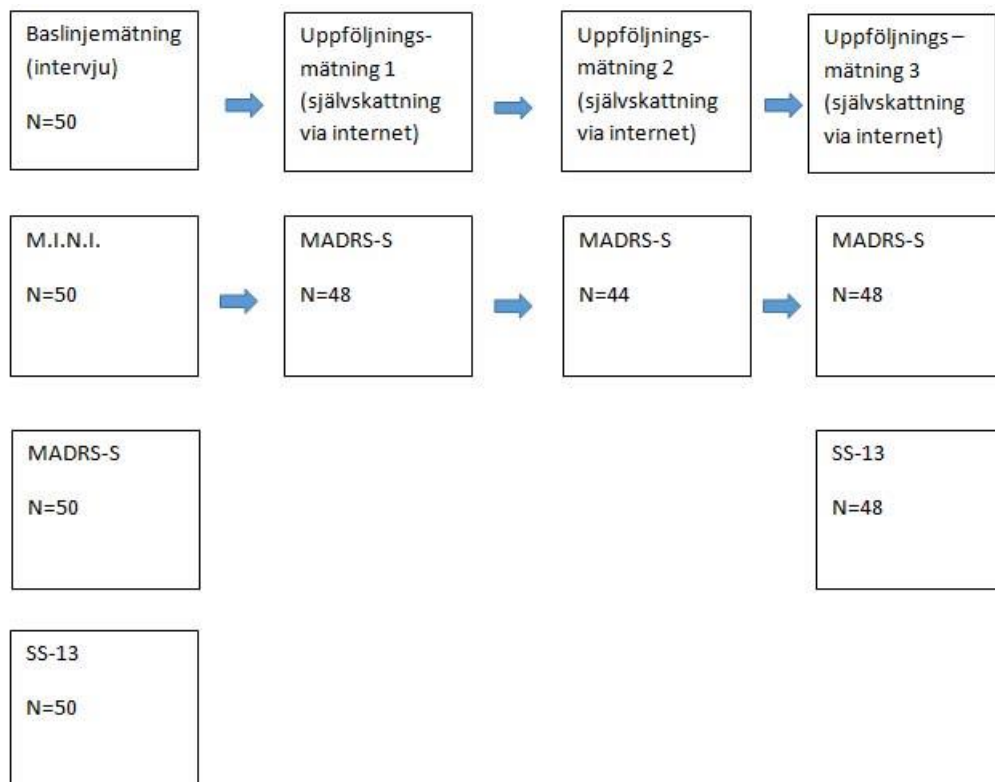 Baslinjemätning
(intervju)
N=50
Uppföljnings-
mätning 1
(självskattning
via internet)
Uppföljnings-
mätning 2
(självskattning
via internet)
Uppföljnings –
mätning 3
(självskattning
via internet)
M.I.N.I.
N=50
MADRS-S
N=48
MADRS-S
N=44
MADRS-S
N=48
MADRS-S
N=50
SS-13
N=48
SS-13
N=50